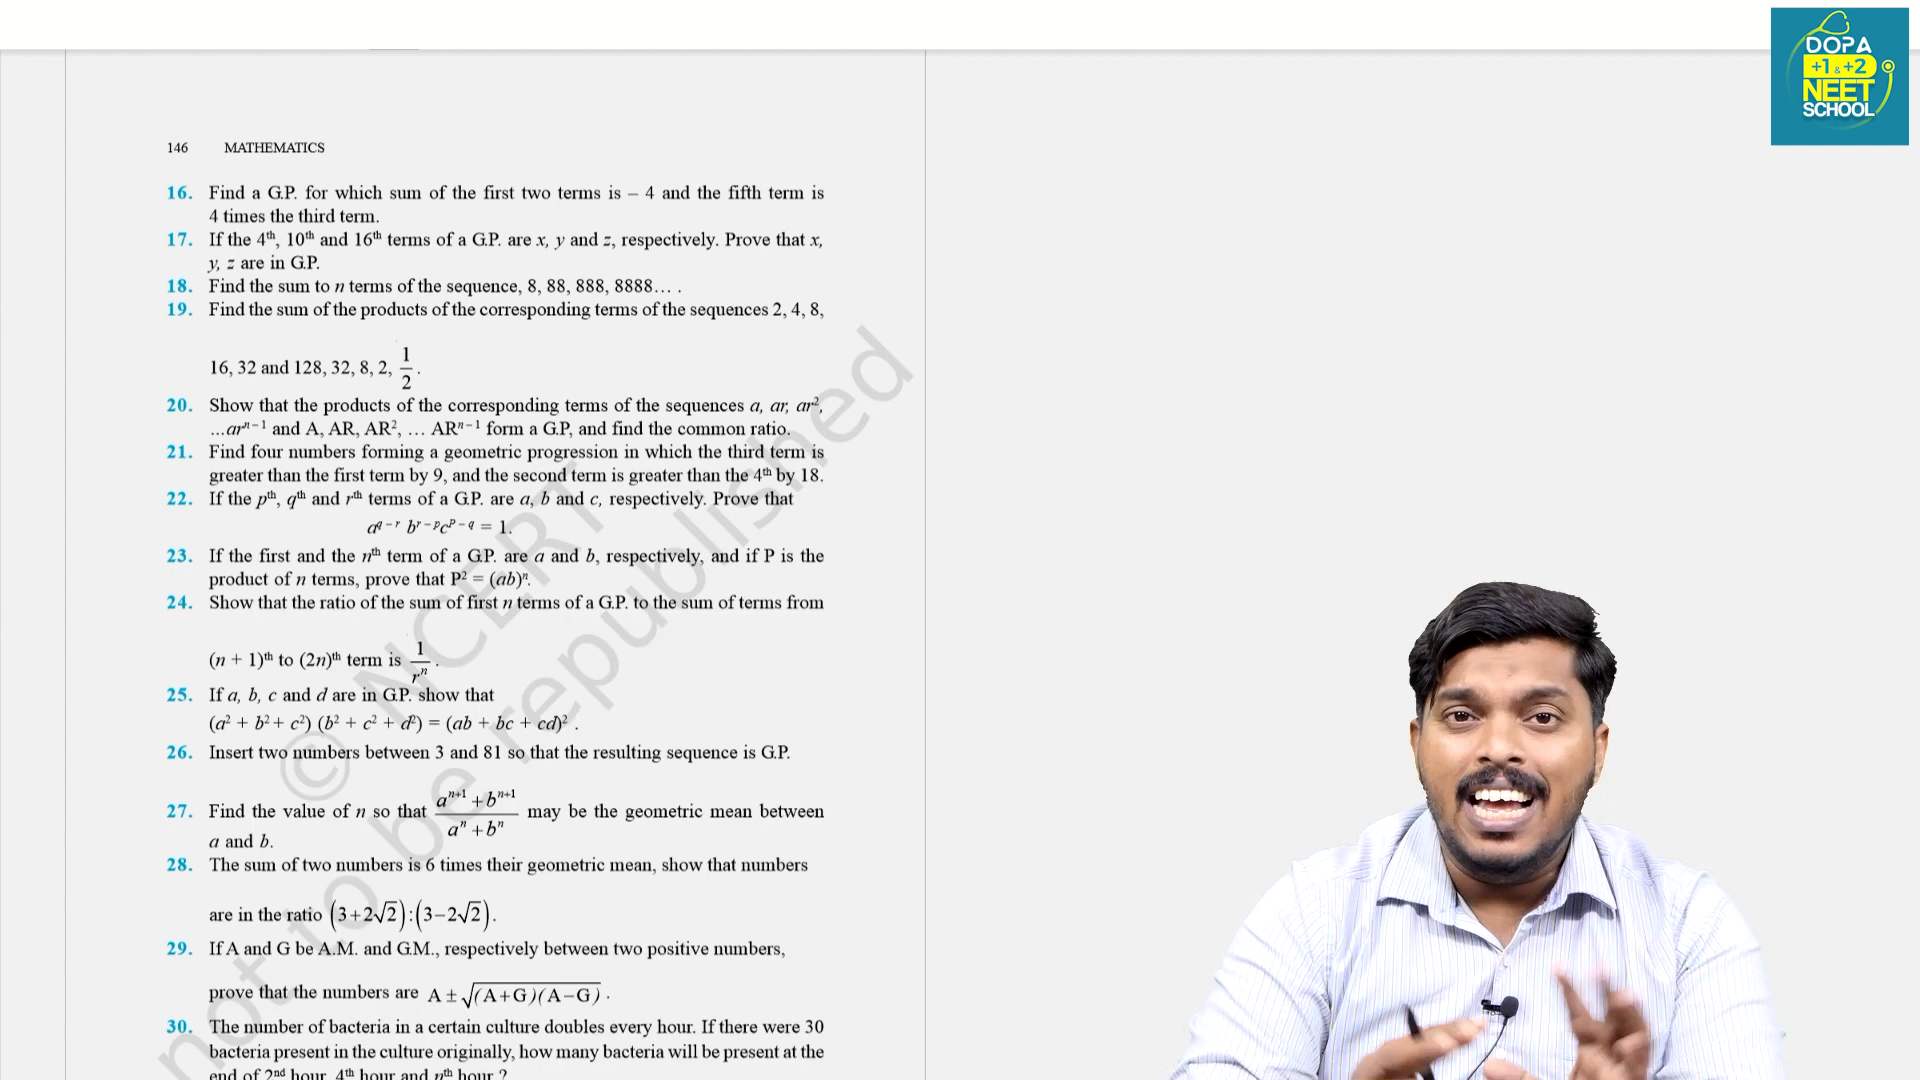 DOPA
+1 & +2
NEET
SCHOOL
146 MATHEMATICS
16. Find a G.P. for which sum of the first two terms is – 4 and the fifth term is
4 times the third term.
17. If the 4th, 10th and 16th terms of a G.P. are x, y and z, respectively. Prove that x,
y, z are in G.P.
18. Find the sum to n terms of the sequence, 8, 88, 888, 8888… .
19. Find the sum of the products of the corresponding terms of the sequences 2, 4, 8,
16, 32 and 128, 32, 8, 2, 1/2 .
20. Show that the products of the corresponding terms of the sequences a, ar, ar²,
…arⁿ⁻¹ and A, AR, AR², … ARⁿ⁻¹ form a G.P, and find the common ratio.
21. Find four numbers forming a geometric progression in which the third term is
greater than the first term by 9, and the second term is greater than the 4th by 18.
22. If the pth, qth and rth terms of a G.P. are a, b and c, respectively. Prove that
a^(q – r) b^(r – p) c^(p – q) = 1.
23. If the first and the nth term of a G.P. are a and b, respectively, and if P is the
product of n terms, prove that P² = (ab)ⁿ.
24. Show that the ratio of the sum of first n terms of a G.P. to the sum of terms from
(n + 1)th to (2n)th term is 1/rⁿ .
25. If a, b, c and d are in G.P. show that
(a² + b² + c²) (b² + c² + d²) = (ab + bc + cd)² .
26. Insert two numbers between 3 and 81 so that the resulting sequence is G.P.
27. Find the value of n so that (aⁿ⁺¹ + bⁿ⁺¹)/(aⁿ + bⁿ) may be the geometric mean between
a and b.
28. The sum of two numbers is 6 times their geometric mean, show that numbers
are in the ratio (3+2√2):(3−2√2).
29. If A and G be A.M. and G.M., respectively between two positive numbers,
prove that the numbers are A ± √((A+G)(A−G)) .
30. The number of bacteria in a certain culture doubles every hour. If there were 30
bacteria present in the culture originally, how many bacteria will be present at the
end of 2nd hour, 4th hour and nth hour ?
© NCERT
not to be republished